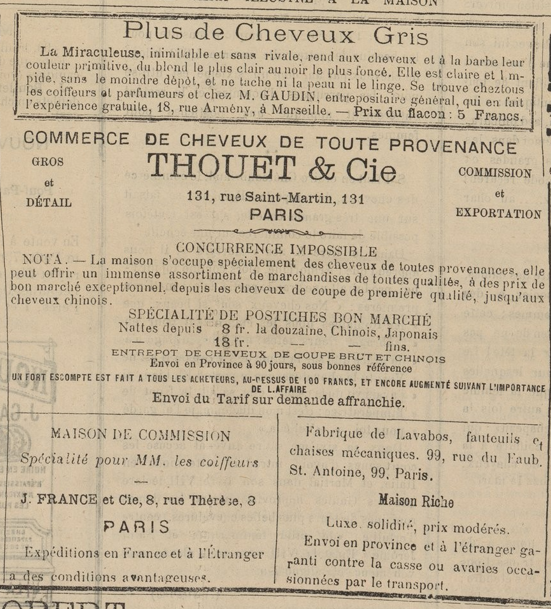 A LA MAISON
Plus de Cheveux Gris
La Miraculeuse, inimitable et sans rivale, rend aux cheveux et à la barbe leur
couleur primitive, du blond le plus clair au noir le plus foncé. Elle est claire et l m-
pide, sans le moindre dépôt, et ne tache ni la peau ni le linge. Se trouve cheztous
les coiffeurs et parfumeurs et chez M. GAUDIN, entrepositaire général, qui en fait
l'expérience gratuite, 18, rue Armény, à Marseille. — Prix du flacon: 5 Francs.
COMMERCE DE CHEVEUX DE TOUTE PROVENANCE
GROS
et
DÉTAIL
THOUET & Cie
131, rue Saint-Martin, 131
PARIS
COMMISSION
et
EXPORTATION
CONCURRENCE IMPOSSIBLE
NOTA. — La maison s'occupe spécialement des cheveux de toutes provenances, elle
peut offrir un immense assortiment de marchandises de toutes qualités, à des prix de
bon marché exceptionnel, depuis les cheveux de coupe de première qualité, jusqu'aux
cheveux chinois.
SPÉCIALITÉ DE POSTICHES BON MARCHÉ
Nattes depuis 8 fr. la douzaine, Chinois, Japonais
— 18 fr. — — fins.
ENTREPOT DE CHEVEUX DE COUPE BRUT ET CHINOIS
Envoi en Province à 90 jours, sous bonnes référence
UN FORT ESCOMPTE EST FAIT A TOUS LES ACHETEURS, AU-DESSUS DE 100 FRANCS, ET ENCORE AUGMENTÉ SUIVANT L'IMPORTANCE
DE L'AFFAIRE
Envoi du Tarif sur demande affranchie.
MAISON DE COMMISSION
Spécialité pour MM. les coiffeurs
J. FRANCE et Cie, 8, rue Thérèse, 8
PARIS
Expéditions en France et à l'Étranger
a des conditions avantageuses.
Fabrique de Lavabos, fauteuils et
chaises mécaniques. 99, rue du Faub.
St. Antoine, 99, Paris.
Maison Riche
Luxe, solidité, prix modérés.
Envoi en province et à l'étranger ga-
ranti contre la casse ou avaries occa-
sionnées par le transport.